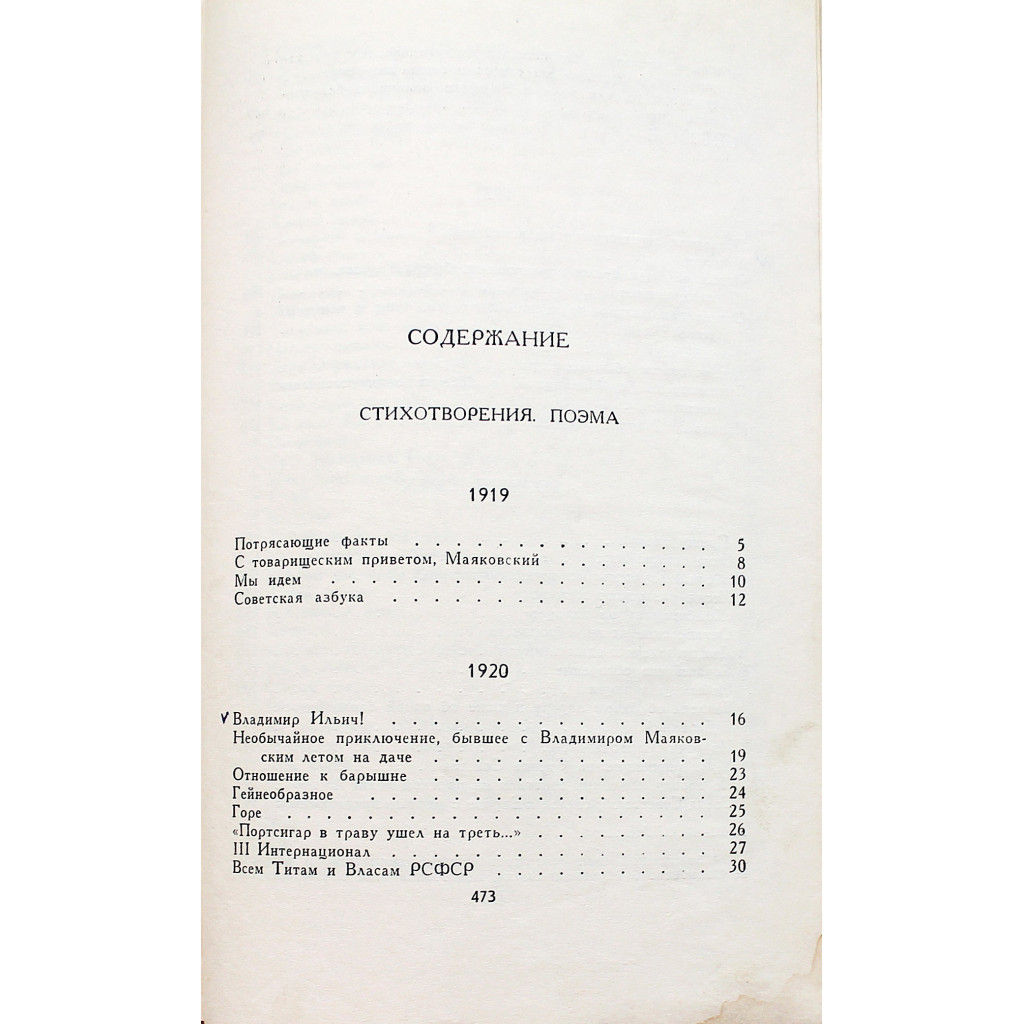 СОДЕРЖАНИЕ
СТИХОТВОРЕНИЯ. ПОЭМА
1919
Потрясающие факты . . . . . . . . . . . . . . . 5
С товарищеским приветом, Маяковский . . . . . . . . 8
Мы идем . . . . . . . . . . . . . . . . . . . 10
Советская азбука . . . . . . . . . . . . . . . . 12
1920
Владимир Ильич! . . . . . . . . . . . . . . . . 16
Необычайное приключение, бывшее с Владимиром Маяков-
ским летом на даче . . . . . . . . . . . . . . 19
Отношение к барышне . . . . . . . . . . . . . . 23
Гейнеобразное . . . . . . . . . . . . . . . . . 24
Горе . . . . . . . . . . . . . . . . . . . . . 25
«Портсигар в траву ушел на треть...» . . . . . . . . . 26
III Интернационал . . . . . . . . . . . . . . . . 27
Всем Титам и Власам РСФСР . . . . . . . . . . . 30
473